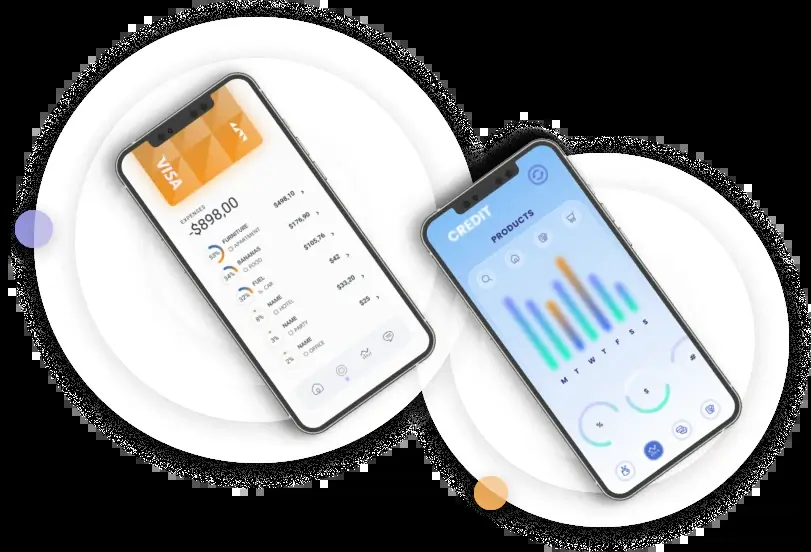 VISA
EXPENSES
-$898,00
53% FURNITURE $498,10
APARTMENT
34% BANANAS $176,90
FOOD
32% FUEL $105,76
CAR
6% NAME $42
HOTEL
3% NAME $33,20
PARTY
2% NAME $25
OFFICE
CREDIT
PRODUCTS
M T W T F S S
% $ #